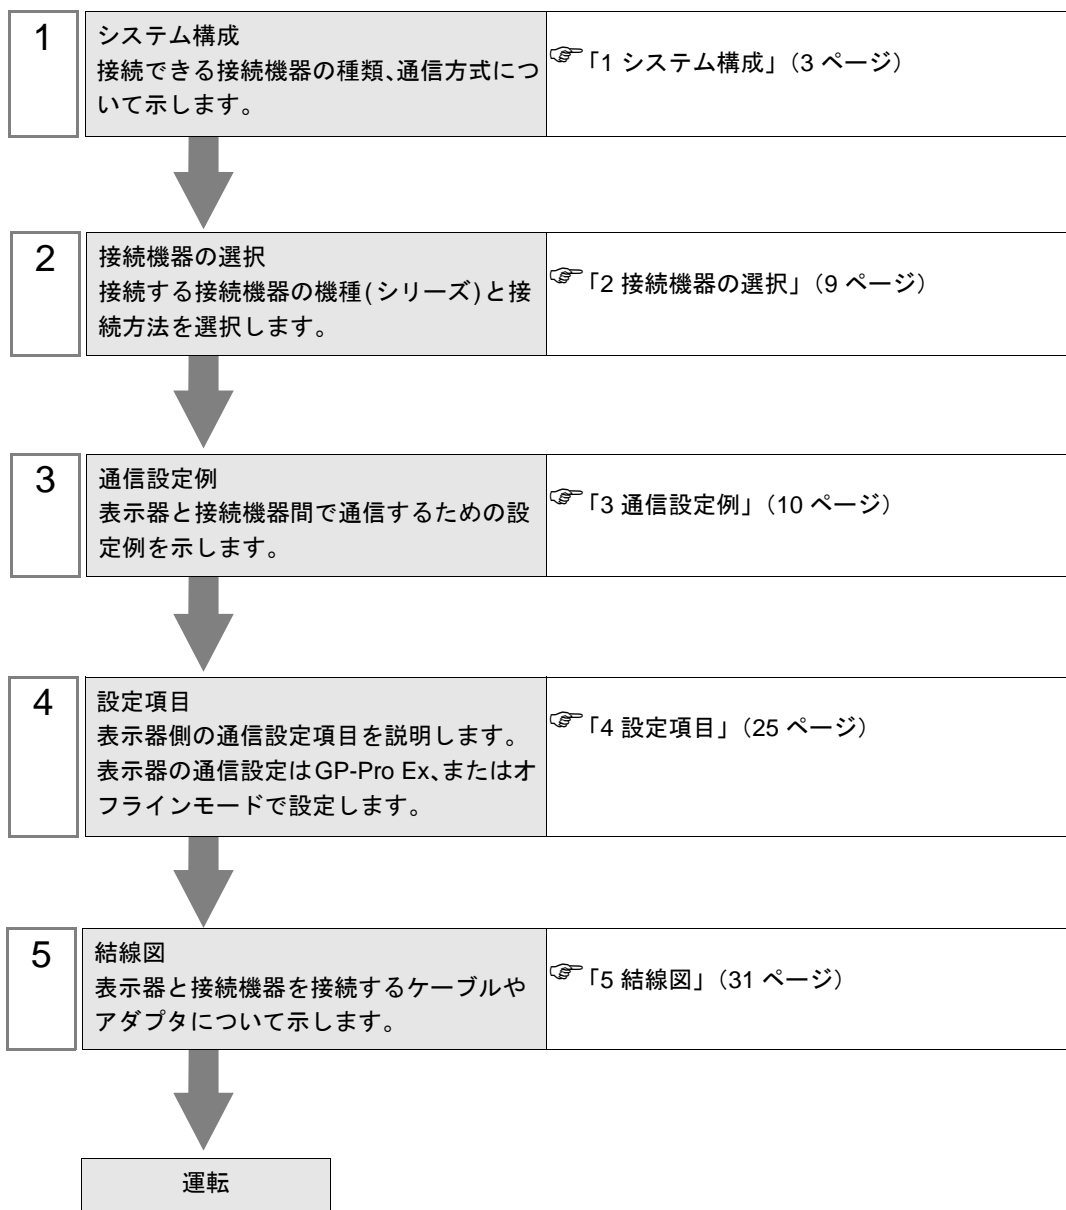 1
システム構成
接続できる接続機器の種類、通信方式につ
いて示します。
☞「1 システム構成」（3 ページ）
2
接続機器の選択
接続する接続機器の機種(シリーズ)と接
続方法を選択します。
☞「2 接続機器の選択」（9 ページ）
3
通信設定例
表示器と接続機器間で通信するための設
定例を示します。
☞「3 通信設定例」（10 ページ）
4
設定項目
表示器側の通信設定項目を説明します。
表示器の通信設定はGP-Pro Ex、またはオ
フラインモードで設定します。
☞「4 設定項目」（25 ページ）
5
結線図
表示器と接続機器を接続するケーブルや
アダプタについて示します。
☞「5 結線図」（31 ページ）
運転